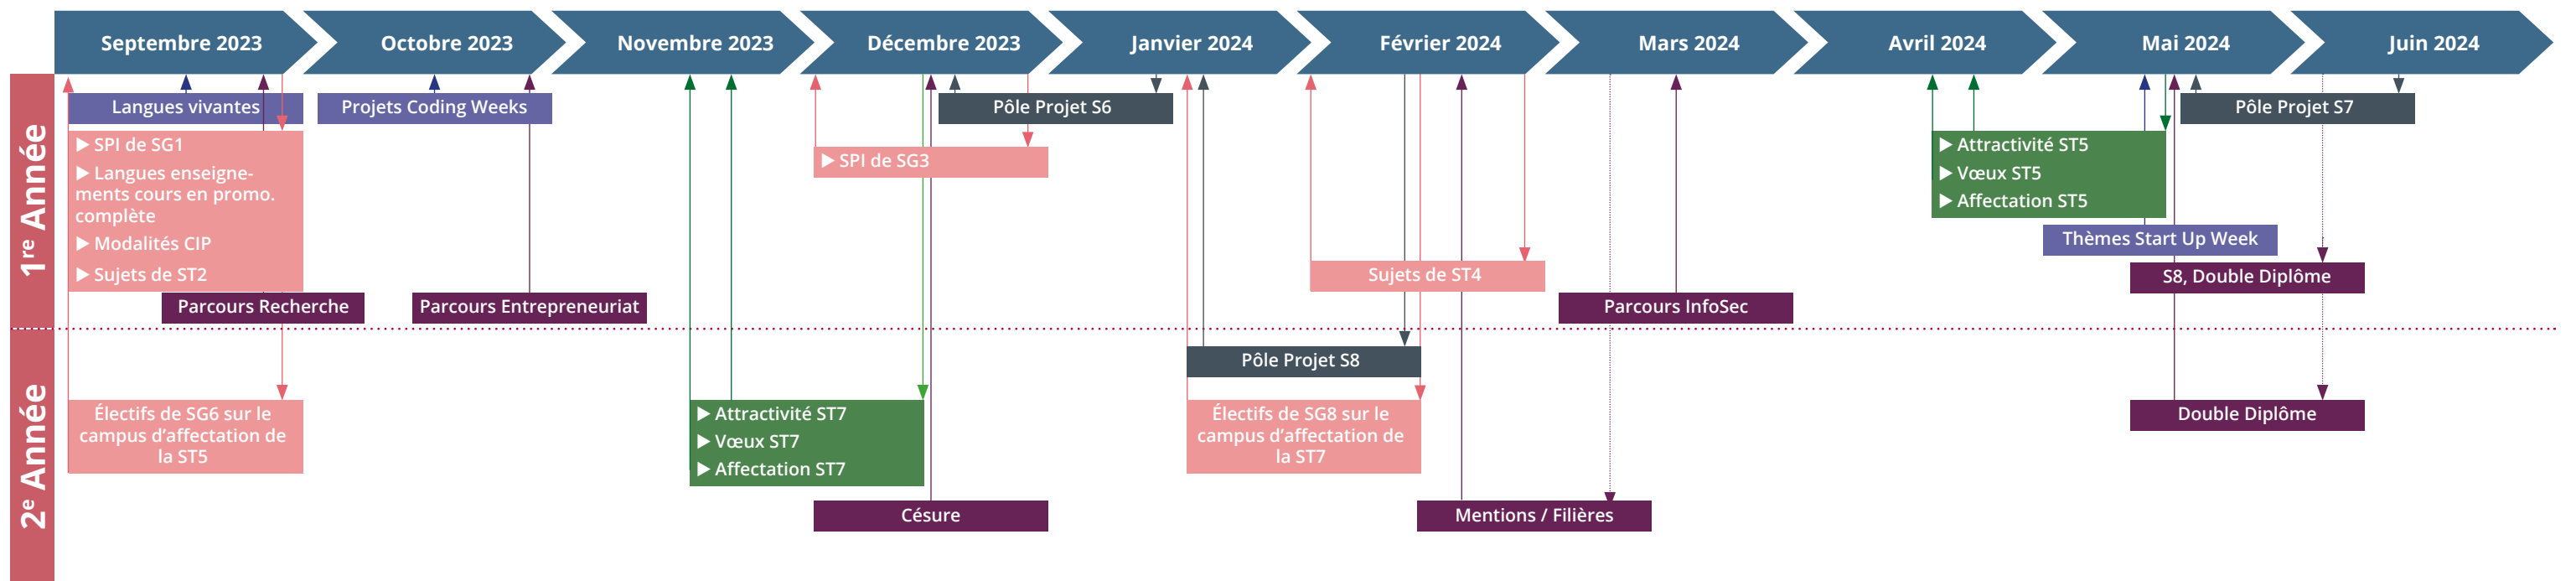 Septembre 2023
Octobre 2023
Novembre 2023
Décembre 2023
Janvier 2024
Février 2024
Mars 2024
Avril 2024
Mai 2024
Juin 2024
1re Année
Langues vivantes
▶ SPI de SG1
▶ Langues enseigne-
ments cours en promo.
complète
▶ Modalités CIP
▶ Sujets de ST2
Parcours Recherche
Projets Coding Weeks
Parcours Entrepreneuriat
Pôle Projet S6
▶ SPI de SG3
Sujets de ST4
Parcours InfoSec
▶ Attractivité ST5
▶ Vœux ST5
▶ Affectation ST5
Thèmes Start Up Week
S8, Double Diplôme
Pôle Projet S7
2e Année
Électifs de SG6 sur le
campus d’affectation de
la ST5
▶ Attractivité ST7
▶ Vœux ST7
▶ Affectation ST7
Césure
Pôle Projet S8
Électifs de SG8 sur le
campus d’affectation de
la ST7
Mentions / Filières
Double Diplôme